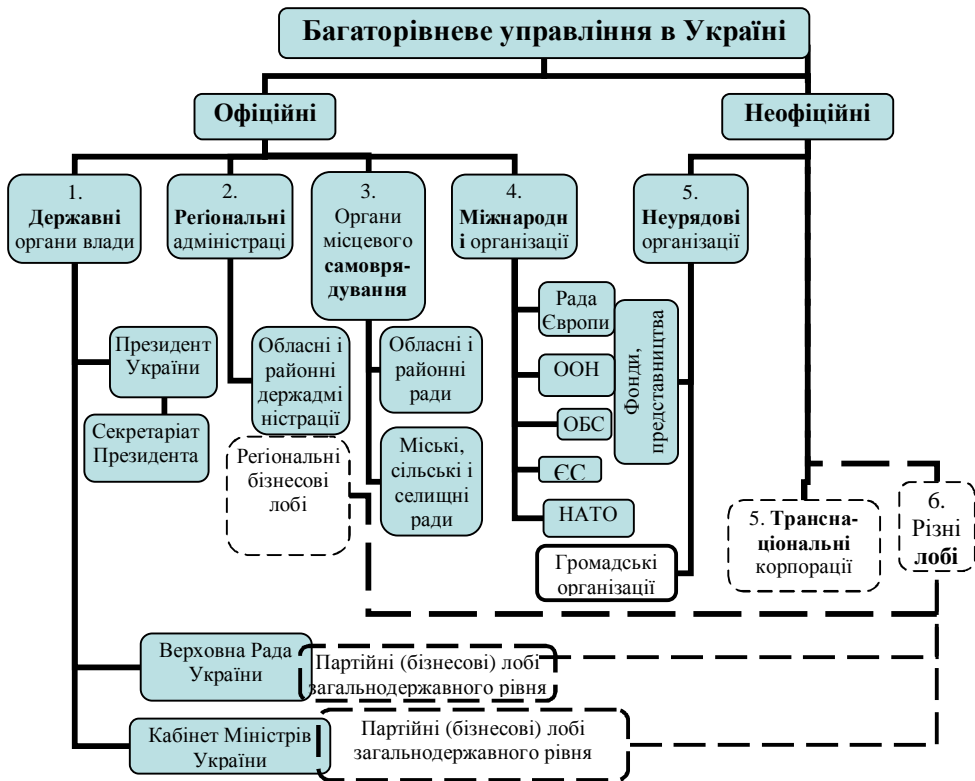 Багаторівневе управління в Україні
Офіційні
Неофіційні
1.
Державні
органи влади
2.
Реґіональні
адміністраці
3.
Органи
місцевого
самовря-
дування
4.
Міжнародн
і організації
5.
Неурядові
організації
Президент
України
Секретаріат
Президента
Обласні і
районні
держадмі
ністрації
Реґіональні
бізнесові
лобі
Обласні і
районні
ради
Міські,
сільські і
селищні
ради
Рада
Європи
ООН
ОБС
ЄС
НАТО
Фонди,
представництва
Громадські
організації
5. Трансна-
ціональні
корпорації
6.
Різні
лобі
Верховна Рада
України
Партійні (бізнесові) лобі
загальнодержавного рівня
Кабінет Міністрів
України
Партійні (бізнесові) лобі
загальнодержавного рівня